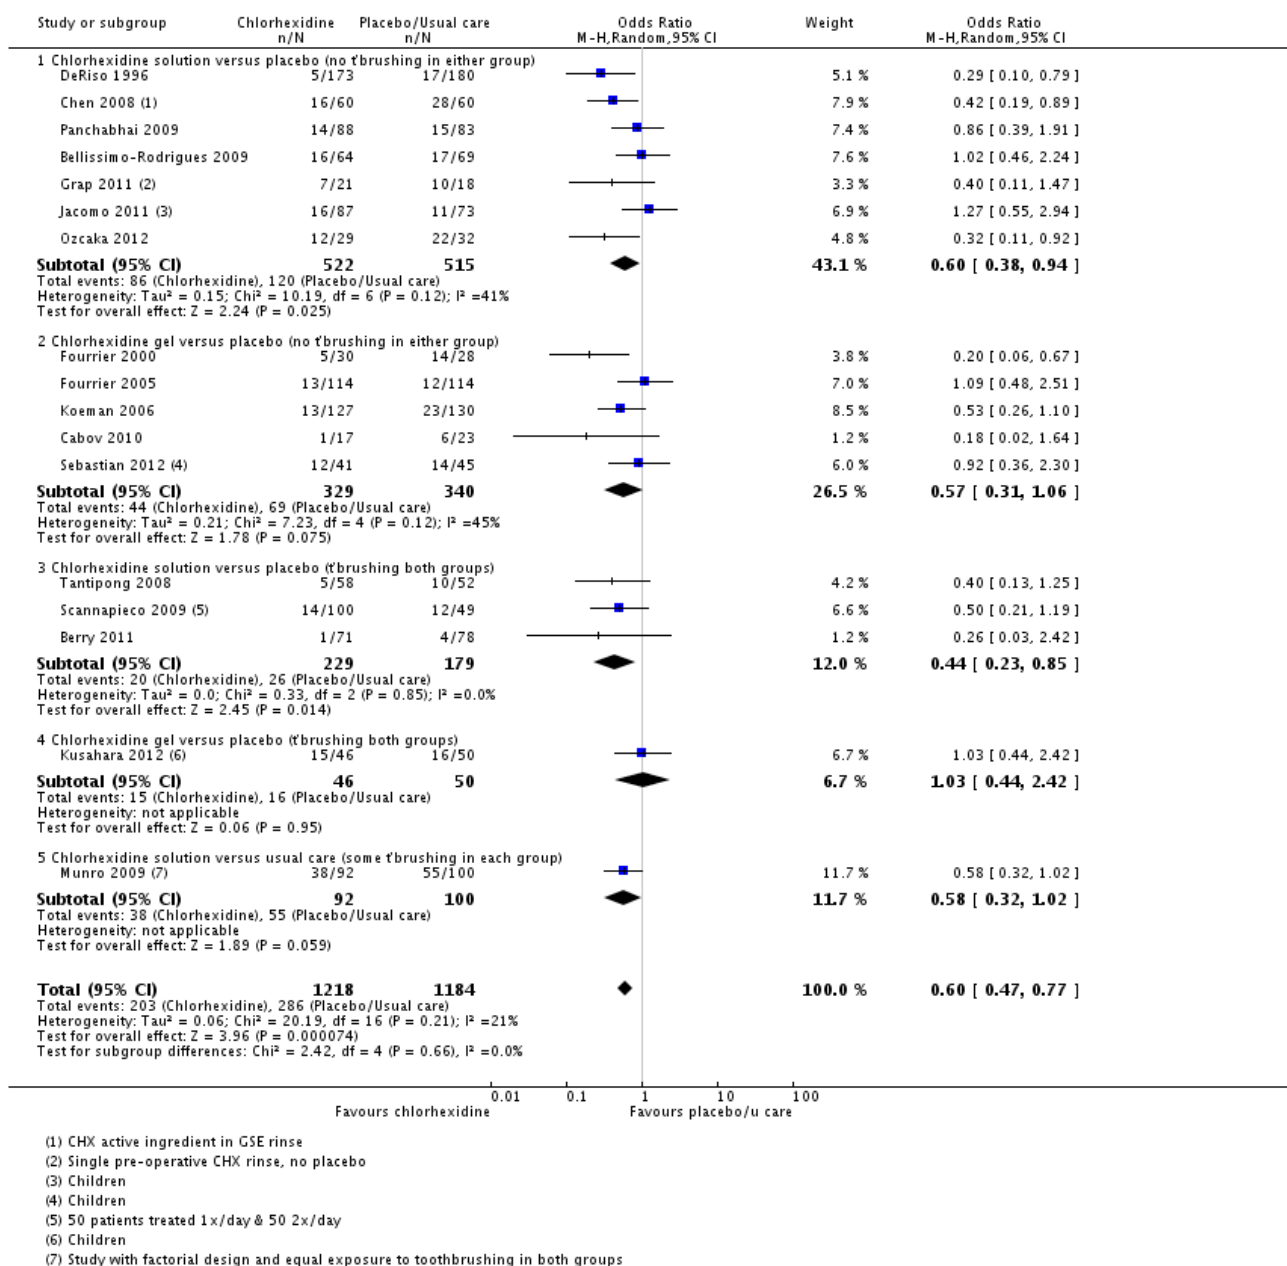 Study or subgroup Chlorhexidine Placebo/Usual care Odds Ratio Weight Odds Ratio
n/N n/N M-H,Random,95% CI M-H,Random,95% CI
1 Chlorhexidine solution versus placebo (no t'brushing in either group)
DeRiso 1996 5/173 17/180 5.1 % 0.29 [ 0.10, 0.79 ]
Chen 2008 (1) 16/60 28/60 7.9 % 0.42 [ 0.19, 0.89 ]
Panchabhai 2009 14/88 15/83 7.4 % 0.86 [ 0.39, 1.91 ]
Bellissimo-Rodrigues 2009 16/64 17/69 7.6 % 1.02 [ 0.46, 2.24 ]
Grap 2011 (2) 7/21 10/18 3.3 % 0.40 [ 0.11, 1.47 ]
Jacomo 2011 (3) 16/87 11/73 6.9 % 1.27 [ 0.55, 2.94 ]
Ozcaka 2012 12/29 22/32 4.8 % 0.32 [ 0.11, 0.92 ]
Subtotal (95% CI) 522 515 43.1 % 0.60 [ 0.38, 0.94 ]
Total events: 86 (Chlorhexidine), 120 (Placebo/Usual care)
Heterogeneity: Tau² = 0.15; Chi² = 10.19, df = 6 (P = 0.12); I² =41%
Test for overall effect: Z = 2.24 (P = 0.025)
2 Chlorhexidine gel versus placebo (no t'brushing in either group)
Fourrier 2000 5/30 14/28 3.8 % 0.20 [ 0.06, 0.67 ]
Fourrier 2005 13/114 12/114 7.0 % 1.09 [ 0.48, 2.51 ]
Koeman 2006 13/127 23/130 8.5 % 0.53 [ 0.26, 1.10 ]
Cabov 2010 1/17 6/23 1.2 % 0.18 [ 0.02, 1.64 ]
Sebastian 2012 (4) 12/41 14/45 6.0 % 0.92 [ 0.36, 2.30 ]
Subtotal (95% CI) 329 340 26.5 % 0.57 [ 0.31, 1.06 ]
Total events: 44 (Chlorhexidine), 69 (Placebo/Usual care)
Heterogeneity: Tau² = 0.21; Chi² = 7.23, df = 4 (P = 0.12); I² =45%
Test for overall effect: Z = 1.78 (P = 0.075)
3 Chlorhexidine solution versus placebo (t'brushing both groups)
Tantipong 2008 5/58 10/52 4.2 % 0.40 [ 0.13, 1.25 ]
Scannapieco 2009 (5) 14/100 12/49 6.6 % 0.50 [ 0.21, 1.19 ]
Berry 2011 1/71 4/78 1.2 % 0.26 [ 0.03, 2.42 ]
Subtotal (95% CI) 229 179 12.0 % 0.44 [ 0.23, 0.85 ]
Total events: 20 (Chlorhexidine), 26 (Placebo/Usual care)
Heterogeneity: Tau² = 0.0; Chi² = 0.33, df = 2 (P = 0.85); I² =0.0%
Test for overall effect: Z = 2.45 (P = 0.014)
4 Chlorhexidine gel versus placebo (t'brushing both groups)
Kusahara 2012 (6) 15/46 16/50 6.7 % 1.03 [ 0.44, 2.42 ]
Subtotal (95% CI) 46 50 6.7 % 1.03 [ 0.44, 2.42 ]
Total events: 15 (Chlorhexidine), 16 (Placebo/Usual care)
Heterogeneity: not applicable
Test for overall effect: Z = 0.06 (P = 0.95)
5 Chlorhexidine solution versus usual care (some t'brushing in each group)
Munro 2009 (7) 38/92 55/100 11.7 % 0.58 [ 0.32, 1.02 ]
Subtotal (95% CI) 92 100 11.7 % 0.58 [ 0.32, 1.02 ]
Total events: 38 (Chlorhexidine), 55 (Placebo/Usual care)
Heterogeneity: not applicable
Test for overall effect: Z = 1.89 (P = 0.059)
Total (95% CI) 1218 1184 100.0 % 0.60 [ 0.47, 0.77 ]
Total events: 203 (Chlorhexidine), 286 (Placebo/Usual care)
Heterogeneity: Tau² = 0.06; Chi² = 20.19, df = 16 (P = 0.21); I² =21%
Test for overall effect: Z = 3.96 (P = 0.000074)
Test for subgroup differences: Chi² = 2.42, df = 4 (P = 0.66), I² =0.0%
0.01 0.1 1 10 100
Favours chlorhexidine Favours placebo/u care
(1) CHX active ingredient in GSE rinse
(2) Single pre-operative CHX rinse, no placebo
(3) Children
(4) Children
(5) 50 patients treated 1x/day & 50 2x/day
(6) Children
(7) Study with factorial design and equal exposure to toothbrushing in both groups